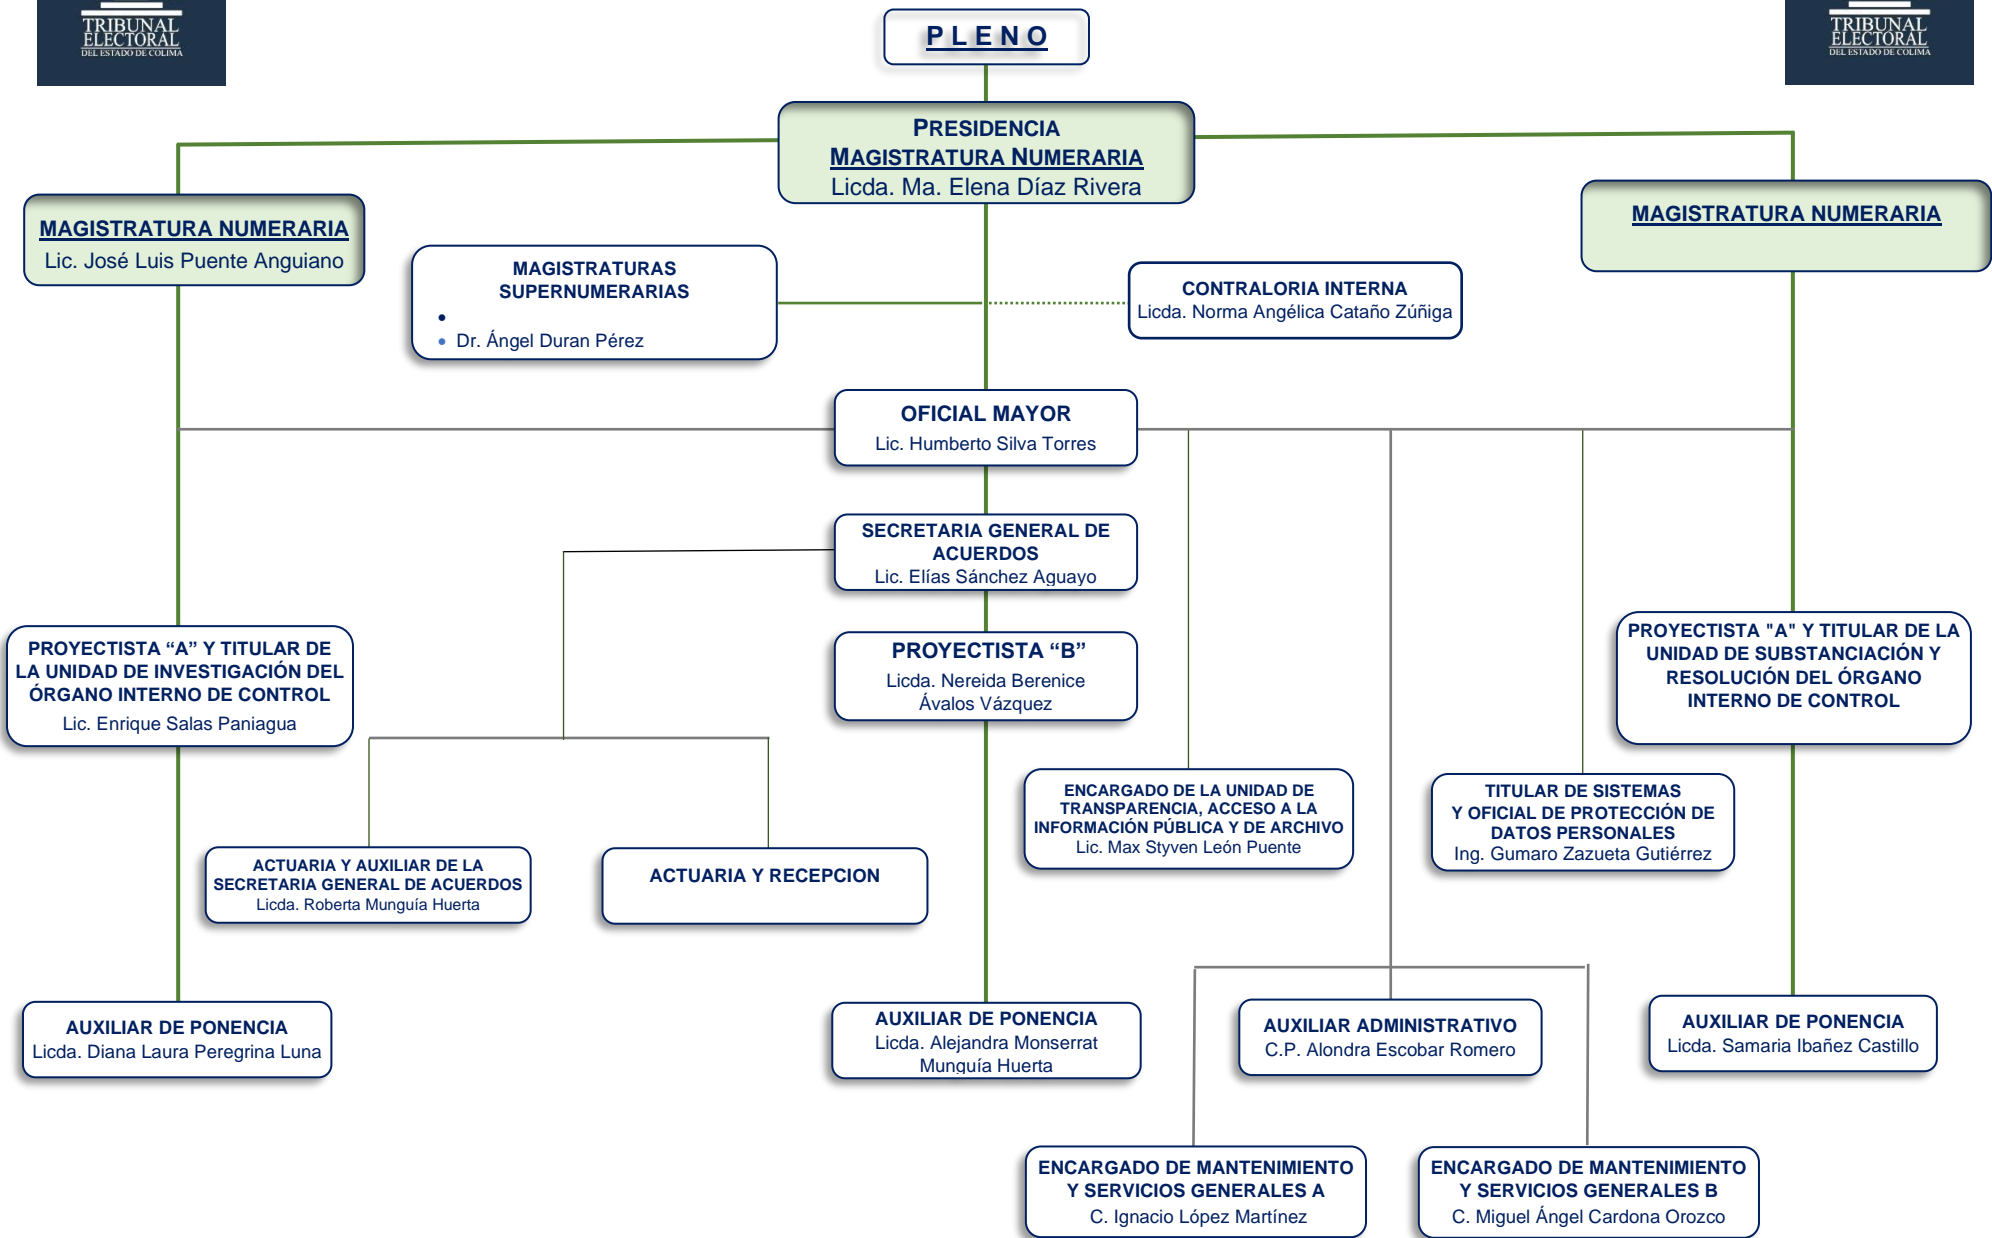 TRIBUNAL
ELECTORAL
DEL ESTADO DE COLIMA
P L E N O
TRIBUNAL
ELECTORAL
DEL ESTADO DE COLIMA
PRESIDENCIA
MAGISTRATURA NUMERARIA
Licda. Ma. Elena Díaz Rivera
MAGISTRATURA NUMERARIA
Lic. José Luis Puente Anguiano
MAGISTRATURA NUMERARIA
MAGISTRATURAS
SUPERNUMERARIAS
•
• Dr. Ángel Duran Pérez
CONTRALORIA INTERNA
Licda. Norma Angélica Cataño Zúñiga
OFICIAL MAYOR
Lic. Humberto Silva Torres
SECRETARIA GENERAL DE
ACUERDOS
Lic. Elías Sánchez Aguayo
PROYECTISTA “A” Y TITULAR DE
LA UNIDAD DE INVESTIGACIÓN DEL
ÓRGANO INTERNO DE CONTROL
Lic. Enrique Salas Paniagua
PROYECTISTA “B”
Licda. Nereida Berenice
Ávalos Vázquez
PROYECTISTA "A" Y TITULAR DE LA
UNIDAD DE SUBSTANCIACIÓN Y
RESOLUCIÓN DEL ÓRGANO
INTERNO DE CONTROL
ENCARGADO DE LA UNIDAD DE
TRANSPARENCIA, ACCESO A LA
INFORMACIÓN PÚBLICA Y DE ARCHIVO
Lic. Max Styven León Puente
TITULAR DE SISTEMAS
Y OFICIAL DE PROTECCIÓN DE
DATOS PERSONALES
Ing. Gumaro Zazueta Gutiérrez
ACTUARIA Y AUXILIAR DE LA
SECRETARIA GENERAL DE ACUERDOS
Licda. Roberta Munguía Huerta
ACTUARIA Y RECEPCION
AUXILIAR DE PONENCIA
Licda. Diana Laura Peregrina Luna
AUXILIAR DE PONENCIA
Licda. Alejandra Monserrat
Munguía Huerta
AUXILIAR ADMINISTRATIVO
C.P. Alondra Escobar Romero
AUXILIAR DE PONENCIA
Licda. Samaria Ibañez Castillo
ENCARGADO DE MANTENIMIENTO
Y SERVICIOS GENERALES A
C. Ignacio López Martínez
ENCARGADO DE MANTENIMIENTO
Y SERVICIOS GENERALES B
C. Miguel Ángel Cardona Orozco